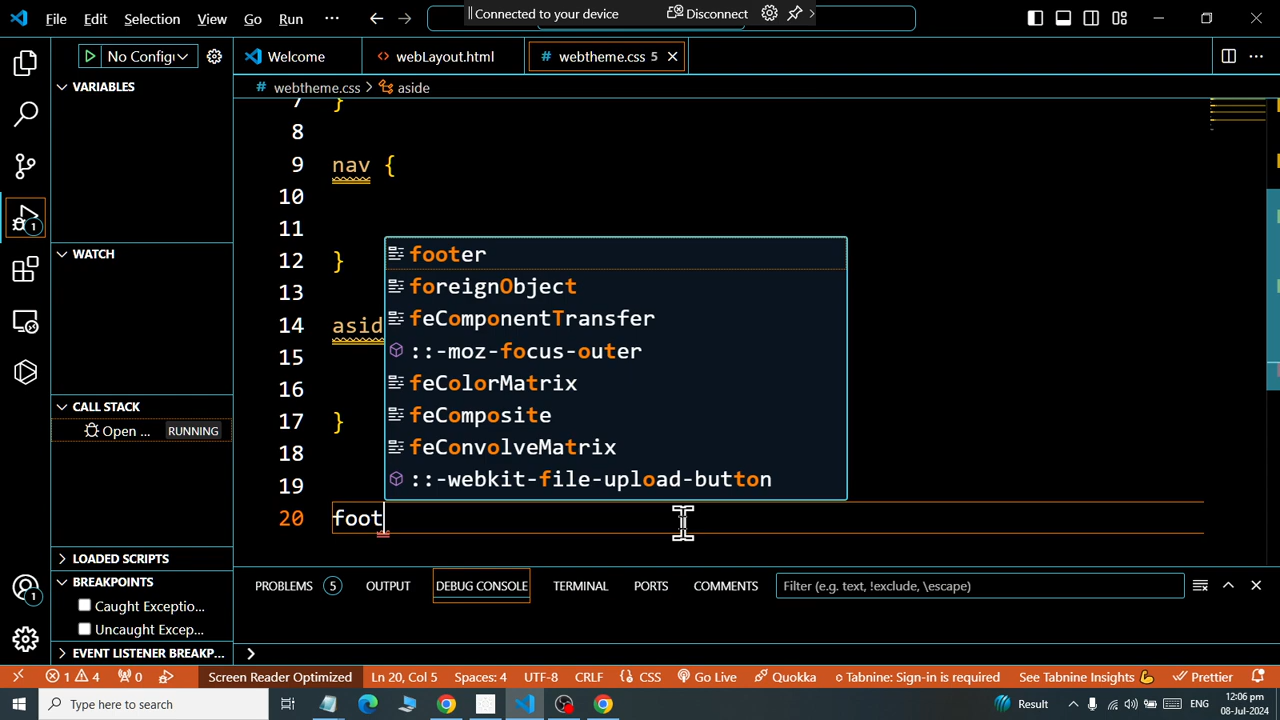 File Edit Selection View Go Run ···
Connected to your device Disconnect
No Config
Welcome
webLayout.html
# webtheme.css 5
# webtheme.css > aside
VARIABLES
WATCH
CALL STACK
Open ... RUNNING
LOADED SCRIPTS
BREAKPOINTS
Caught Exceptio...
Uncaught Excep...
EVENT LISTENER BREAKP...
7 }
8
9 nav {
10
11
12 }
13
14 asid
15
16
17 }
18
19
20 foot
footer
foreignObject
feComponentTransfer
::-moz-focus-outer
feColorMatrix
feComposite
feConvolveMatrix
::-webkit-file-upload-button
PROBLEMS 5 OUTPUT DEBUG CONSOLE TERMINAL PORTS COMMENTS Filter (e.g. text, !exclude, \escape)
1 4 0 Screen Reader Optimized Ln 20, Col 5 Spaces: 4 UTF-8 CRLF {} CSS Go Live Quokka Tabnine: Sign-in is required See Tabnine Insights Prettier
Type here to search
Result
ENG
12:06 pm
08-Jul-2024